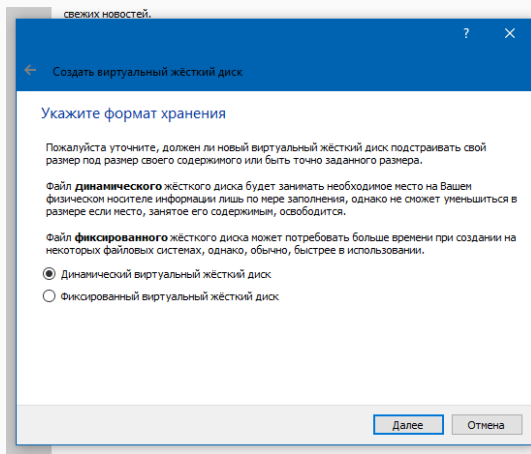 свежих новостей.
?
Создать виртуальный жёсткий диск
Укажите формат хранения
Пожалуйста уточните, должен ли новый виртуальный жёсткий диск подстраивать свой
размер под размер своего содержимого или быть точно заданного размера.
Файл динамического жёсткого диска будет занимать необходимое место на Вашем
физическом носителе информации лишь по мере заполнения, однако не сможет уменьшиться в
размере если место, занятое его содержимым, освободится.
Файл фиксированного жёсткого диска может потребовать больше времени при создании на
некоторых файловых системах, однако, обычно, быстрее в использовании.
Динамический виртуальный жёсткий диск
Фиксированный виртуальный жёсткий диск
Далее
Отмена